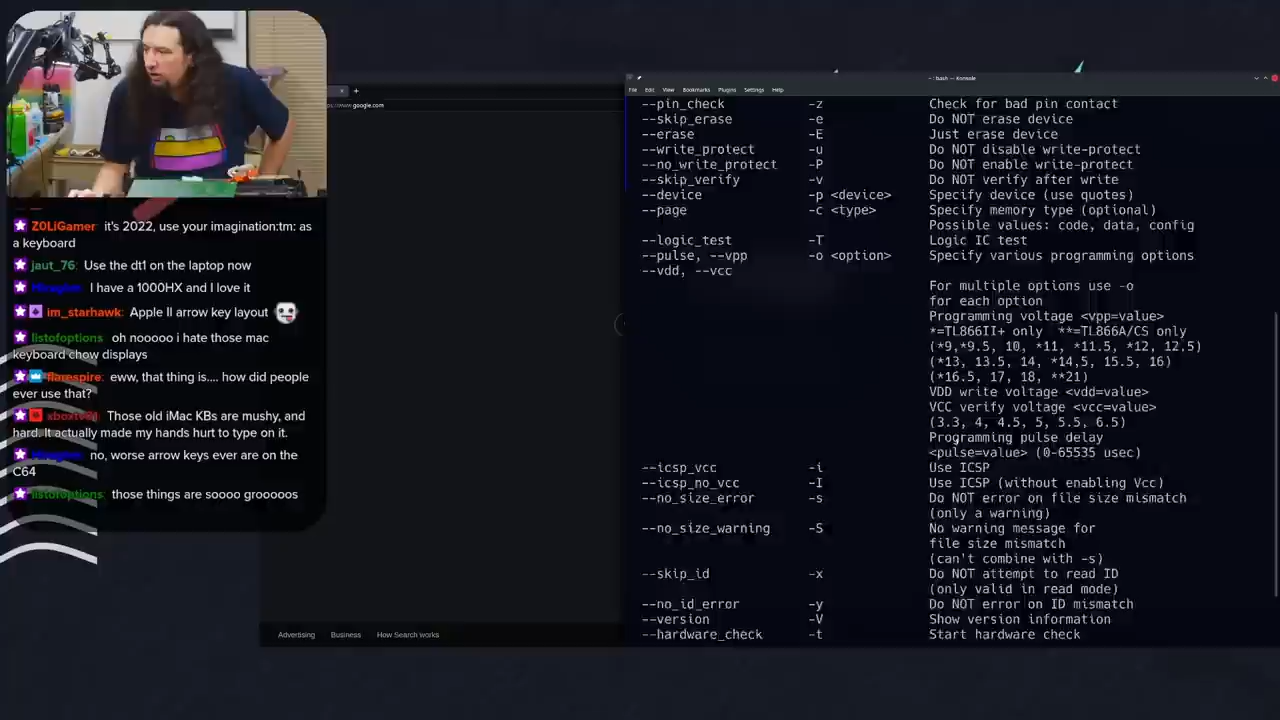 ZOLiGamer it's 2022, use your imagination:tm: as
a keyboard
jaut_76: Use the dt1 on the laptop now
I have a 1000HX and I love it
im_starhawk: Apple II arrow key layout
listofoptions: oh nooooo i hate those mac
keyboard chow displays
flarespire: eww, that thing is.... how did people
ever use that?
Those old iMac KBs are mushy, and
hard. It actually made my hands hurt to type on it.
no, worse arrow keys ever are on the
C64
listofoptions: those things are soooo grooooos
://www.google.com
Advertising Business How Search works
~ : bash — Konsole
File Edit View Bookmarks Plugins Settings Help
--pin_check -z Check for bad pin contact
--skip_erase -e Do NOT erase device
--erase -E Just erase device
--write_protect -u Do NOT disable write-protect
--no_write_protect -P Do NOT enable write-protect
--skip_verify -v Do NOT verify after write
--device -p <device> Specify device (use quotes)
--page -c <type> Specify memory type (optional)
Possible values: code, data, config
--logic_test -T Logic IC test
--pulse, --vpp -o <option> Specify various programming options
--vdd, --vcc
For multiple options use -o
for each option
Programming voltage <vpp=value>
*=TL866II+ only **=TL866A/CS only
(*9,*9.5, 10, *11, *11.5, *12, 12,5)
(*13, 13.5, 14, *14,5, 15.5, 16)
(*16.5, 17, 18, **21)
VDD write voltage <vdd=value>
VCC verify voltage <vcc=value>
(3.3, 4, 4.5, 5, 5.5, 6.5)
Programming pulse delay
<pulse=value> (0-65535 usec)
--icsp_vcc -i Use ICSP
--icsp_no_vcc -I Use ICSP (without enabling Vcc)
--no_size_error -s Do NOT error on file size mismatch
(only a warning)
--no_size_warning -S No warning message for
file size mismatch
(can't combine with -s)
--skip_id -x Do NOT attempt to read ID
(only valid in read mode)
--no_id_error -y Do NOT error on ID mismatch
--version -V Show version information
--hardware_check -t Start hardware check